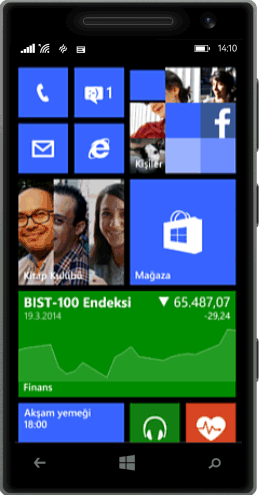 14:10
1
Kişiler
Kitap Kulübü
Mağaza
BIST-100 Endeksi ▼ 65.487,07
19.3.2014 -29,24
Finans
Akşam yemeği
18:00